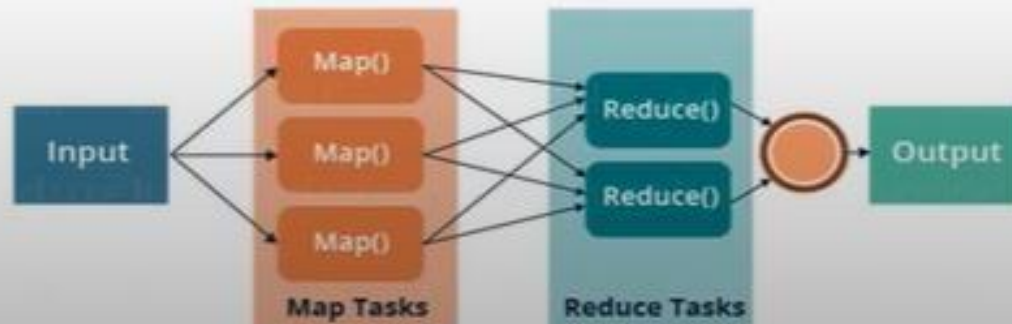 Input
Map()
Map()
Map()
Map Tasks
Reduce()
Reduce()
Reduce Tasks
Output